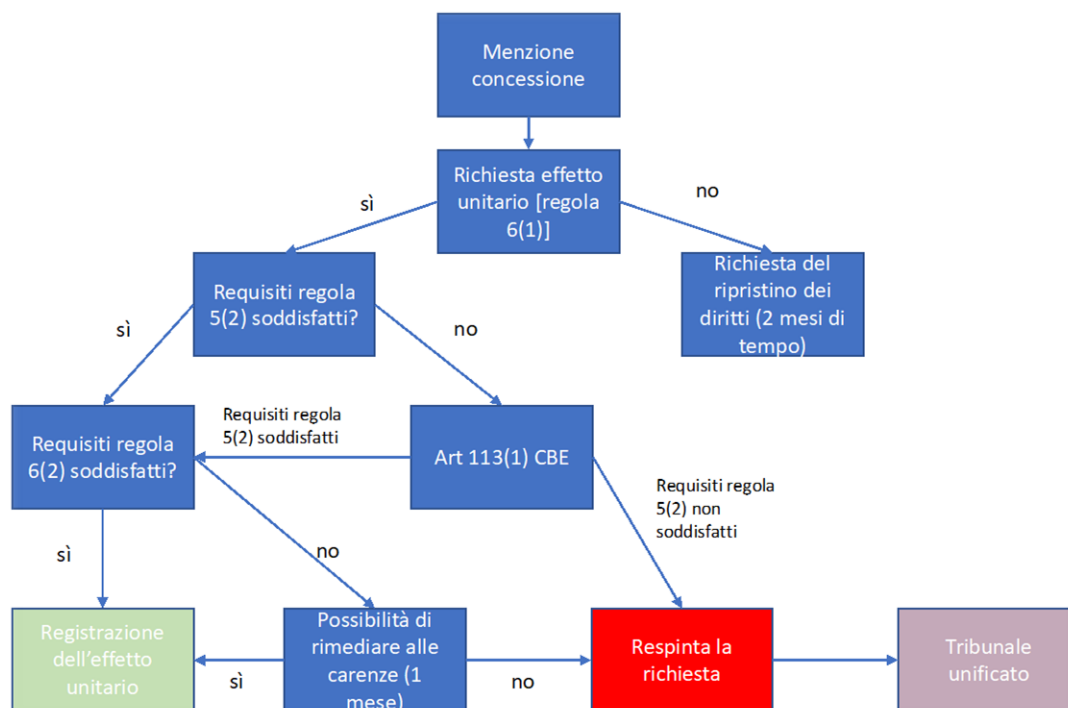 Menzione
concessione
Richiesta effetto
unitario [regola
6(1)]
sì
no
Requisiti regola
5(2) soddisfatti?
Richiesta del
ripristino dei
diritti (2 mesi di
tempo)
sì
no
Requisiti regola
6(2) soddisfatti?
Requisiti regola
5(2) soddisfatti
Art 113(1) CBE
Requisiti regola
5(2) non
soddisfatti
sì
no
Registrazione
dell’effetto
unitario
sì
Possibilità di
rimediare alle
carenze (1
mese)
no
Respinta la
richiesta
Tribunale
unificato